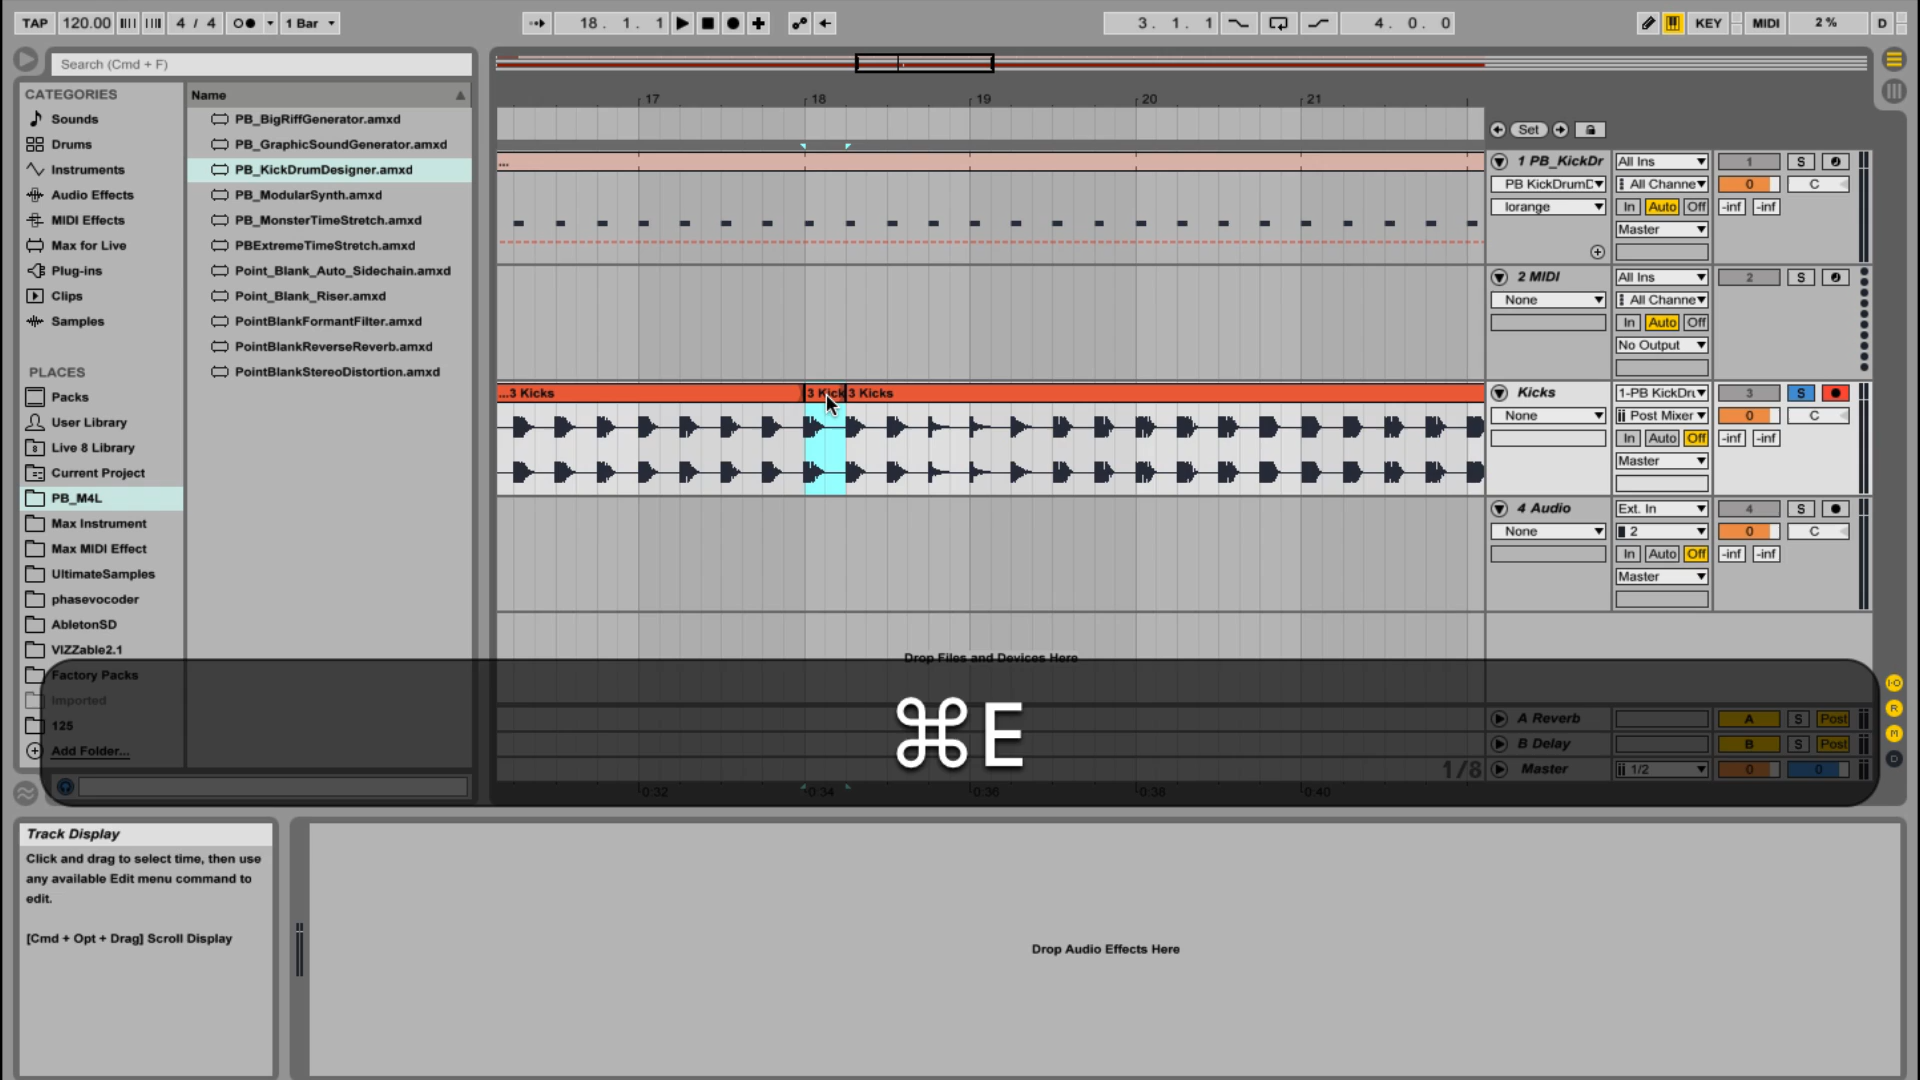 TAP 120.00 4 / 4 1 Bar 18. 1. 1 3. 1. 1 4. 0. 0 KEY MIDI 2 % D
Search (Cmd + F)
CATEGORIES
Sounds
Drums
Instruments
Audio Effects
MIDI Effects
Max for Live
Plug-ins
Clips
Samples
PLACES
Packs
User Library
Live 8 Library
Current Project
PB_M4L
Max Instrument
Max MIDI Effect
UltimateSamples
phasevocoder
AbletonSD
VIZZable2.1
Factory Packs
Imported
125
Add Folder...
Name
PB_BigRiffGenerator.amxd
PB_GraphicSoundGenerator.amxd
PB_KickDrumDesigner.amxd
PB_ModularSynth.amxd
PB_MonsterTimeStretch.amxd
PBExtremeTimeStretch.amxd
Point_Blank_Auto_Sidechain.amxd
Point_Blank_Riser.amxd
PointBlankFormantFilter.amxd
PointBlankReverseReverb.amxd
PointBlankStereoDistortion.amxd
17 18 19 20 21
...
...3 Kicks 3 Kick 3 Kicks
Drop Files and Devices Here
⌘E
1/8
0:32 0:34 0:36 0:38 0:40
Set
1 PB_KickDr All Ins 1 S
PB KickDrumD All Channe 0 C
lorange In Auto Off -inf -inf
Master
2 MIDI All Ins 2 S
None All Channe
In Auto Off
No Output
Kicks 1-PB KickDru 3 S
None Post Mixer 0 C
In Auto Off -inf -inf
Master
4 Audio Ext. In 4 S
None 2 0 C
In Auto Off -inf -inf
Master
A Reverb A S Post
B Delay B S Post
Master 1/2 0 0
I·O
R
M
D
Track Display
Click and drag to select time, then use
any available Edit menu command to
edit.
[Cmd + Opt + Drag] Scroll Display
Drop Audio Effects Here